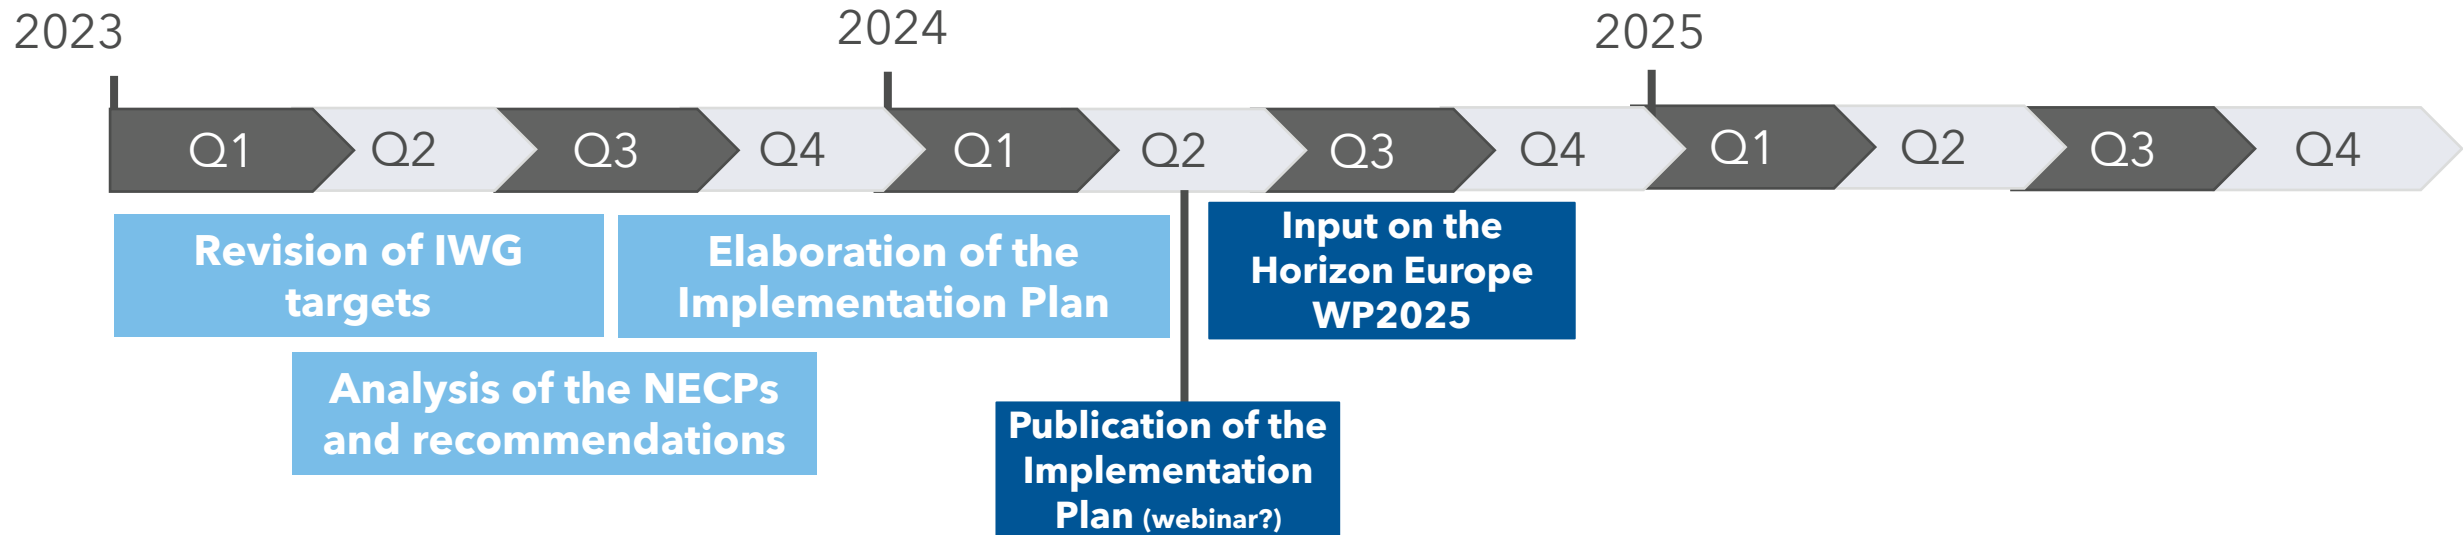 2023
2024
2025
Q1
Q2
Q3
Q4
Q1
Q2
Q3
Q4
Q1
Q2
Q3
Q4
Revision of IWG
targets
Elaboration of the
Implementation Plan
Input on the
Horizon Europe
WP2025
Analysis of the NECPs
and recommendations
Publication of the
Implementation
Plan (webinar?)